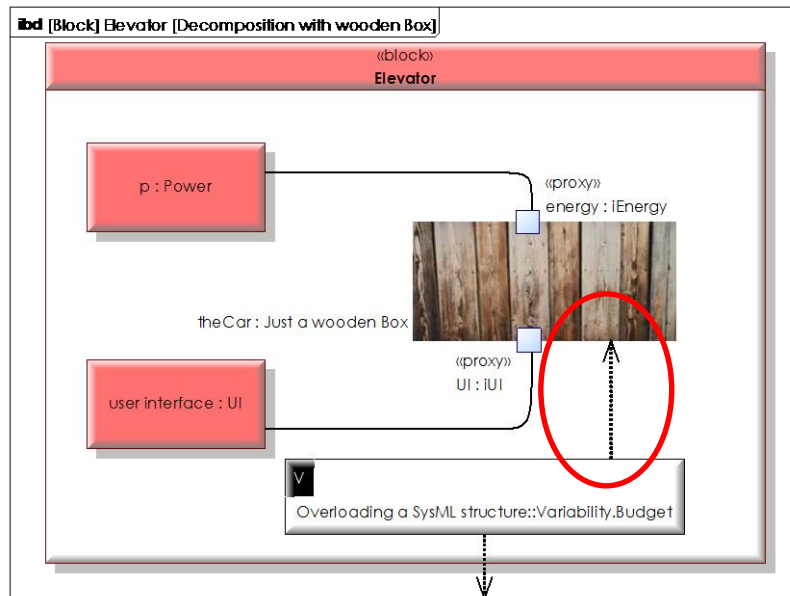 ibd [Block] Elevator [Decomposition with wooden Box]
«block»
Elevator
p : Power
«proxy»
energy : iEnergy
theCar : Just a wooden Box
«proxy»
UI : iUI
user interface : UI
V
Overloading a SysML structure::Variability.Budget